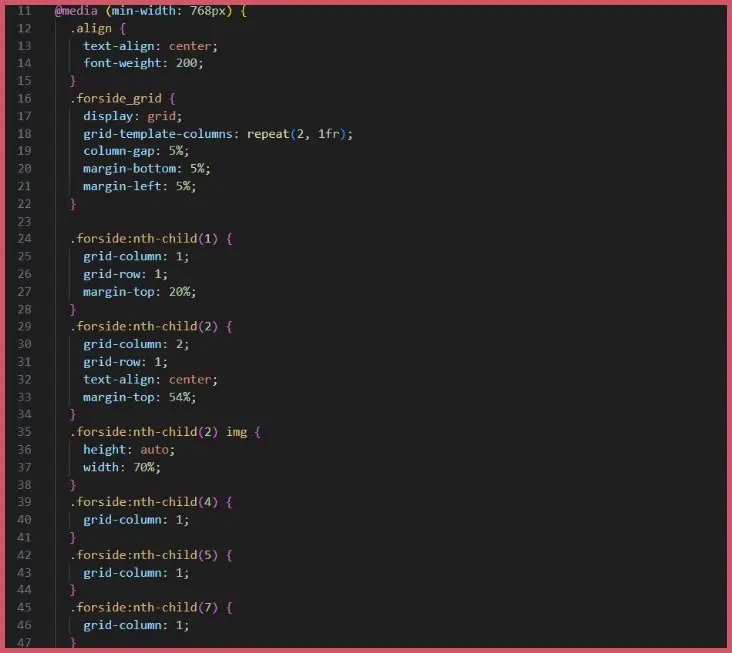 11 @media (min-width: 768px) {
12 .align {
13 text-align: center;
14 font-weight: 200;
15 }
16 .forside_grid {
17 display: grid;
18 grid-template-columns: repeat(2, 1fr);
19 column-gap: 5%;
20 margin-bottom: 5%;
21 margin-left: 5%;
22 }
23
24 .forside:nth-child(1) {
25 grid-column: 1;
26 grid-row: 1;
27 margin-top: 20%;
28 }
29 .forside:nth-child(2) {
30 grid-column: 2;
31 grid-row: 1;
32 text-align: center;
33 margin-top: 54%;
34 }
35 .forside:nth-child(2) img {
36 height: auto;
37 width: 70%;
38 }
39 .forside:nth-child(4) {
40 grid-column: 1;
41 }
42 .forside:nth-child(5) {
43 grid-column: 1;
44 }
45 .forside:nth-child(7) {
46 grid-column: 1;
47 }